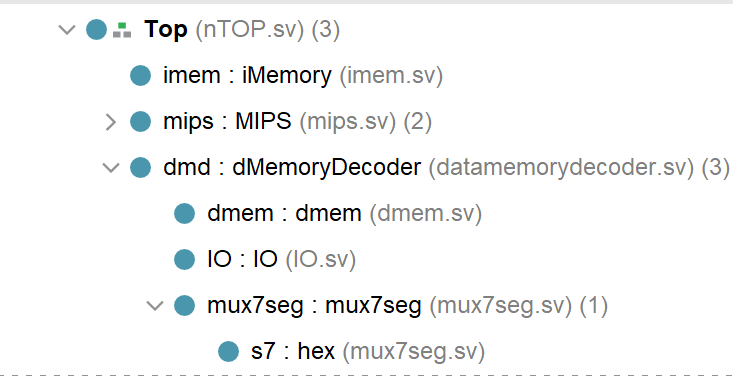 Top (nTOP.sv) (3)
imem : iMemory (imem.sv)
mips : MIPS (mips.sv) (2)
dmd : dMemoryDecoder (datamemorydecoder.sv) (3)
dmem : dmem (dmem.sv)
IO : IO (IO.sv)
mux7seg : mux7seg (mux7seg.sv) (1)
s7 : hex (mux7seg.sv)